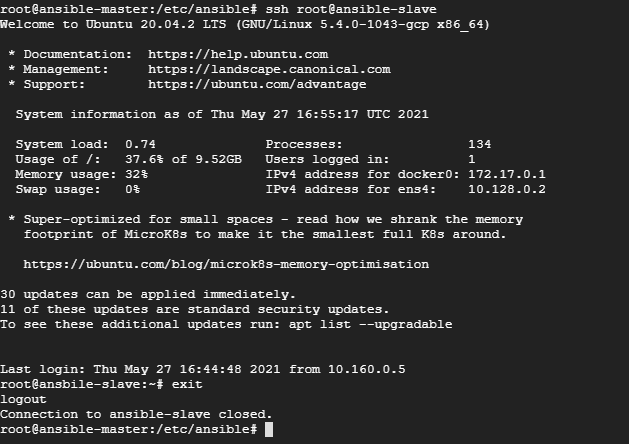 root@ansible-master:/etc/ansible# ssh root@ansible-slave
Welcome to Ubuntu 20.04.2 LTS (GNU/Linux 5.4.0-1043-gcp x86_64)
* Documentation:  https://help.ubuntu.com
* Management:     https://landscape.canonical.com
* Support:        https://ubuntu.com/advantage
System information as of Thu May 27 16:55:17 UTC 2021
System load:  0.74              Processes:                134
Usage of /:   37.6% of 9.52GB   Users logged in:          1
Memory usage: 32%               IPv4 address for docker0: 172.17.0.1
Swap usage:   0%                IPv4 address for ens4:    10.128.0.2
* Super-optimized for small spaces - read how we shrank the memory
footprint of MicroK8s to make it the smallest full K8s around.
https://ubuntu.com/blog/microk8s-memory-optimisation
30 updates can be applied immediately.
11 of these updates are standard security updates.
To see these additional updates run: apt list --upgradable
Last login: Thu May 27 16:44:48 2021 from 10.160.0.5
root@ansbile-slave:~# exit
logout
Connection to ansible-slave closed.
root@ansible-master:/etc/ansible#